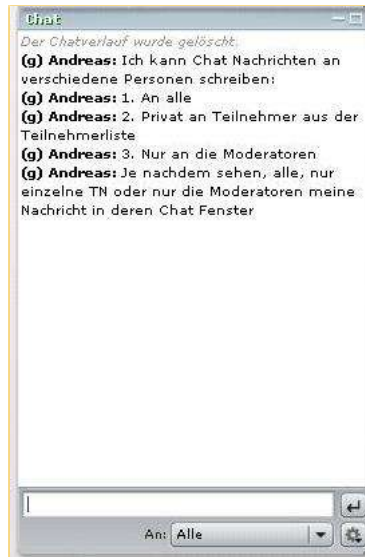 Chat
Der Chatverlauf wurde gelöscht.
(g) Andreas: Ich kann Chat Nachrichten an
verschiedene Personen schreiben:
(g) Andreas: 1. An alle
(g) Andreas: 2. Privat an Teilnehmer aus der
Teilnehmerliste
(g) Andreas: 3. Nur an die Moderatoren
(g) Andreas: Je nachdem sehen, alle, nur
einzelne TN oder nur die Moderatoren meine
Nachricht in deren Chat Fenster
An: Alle